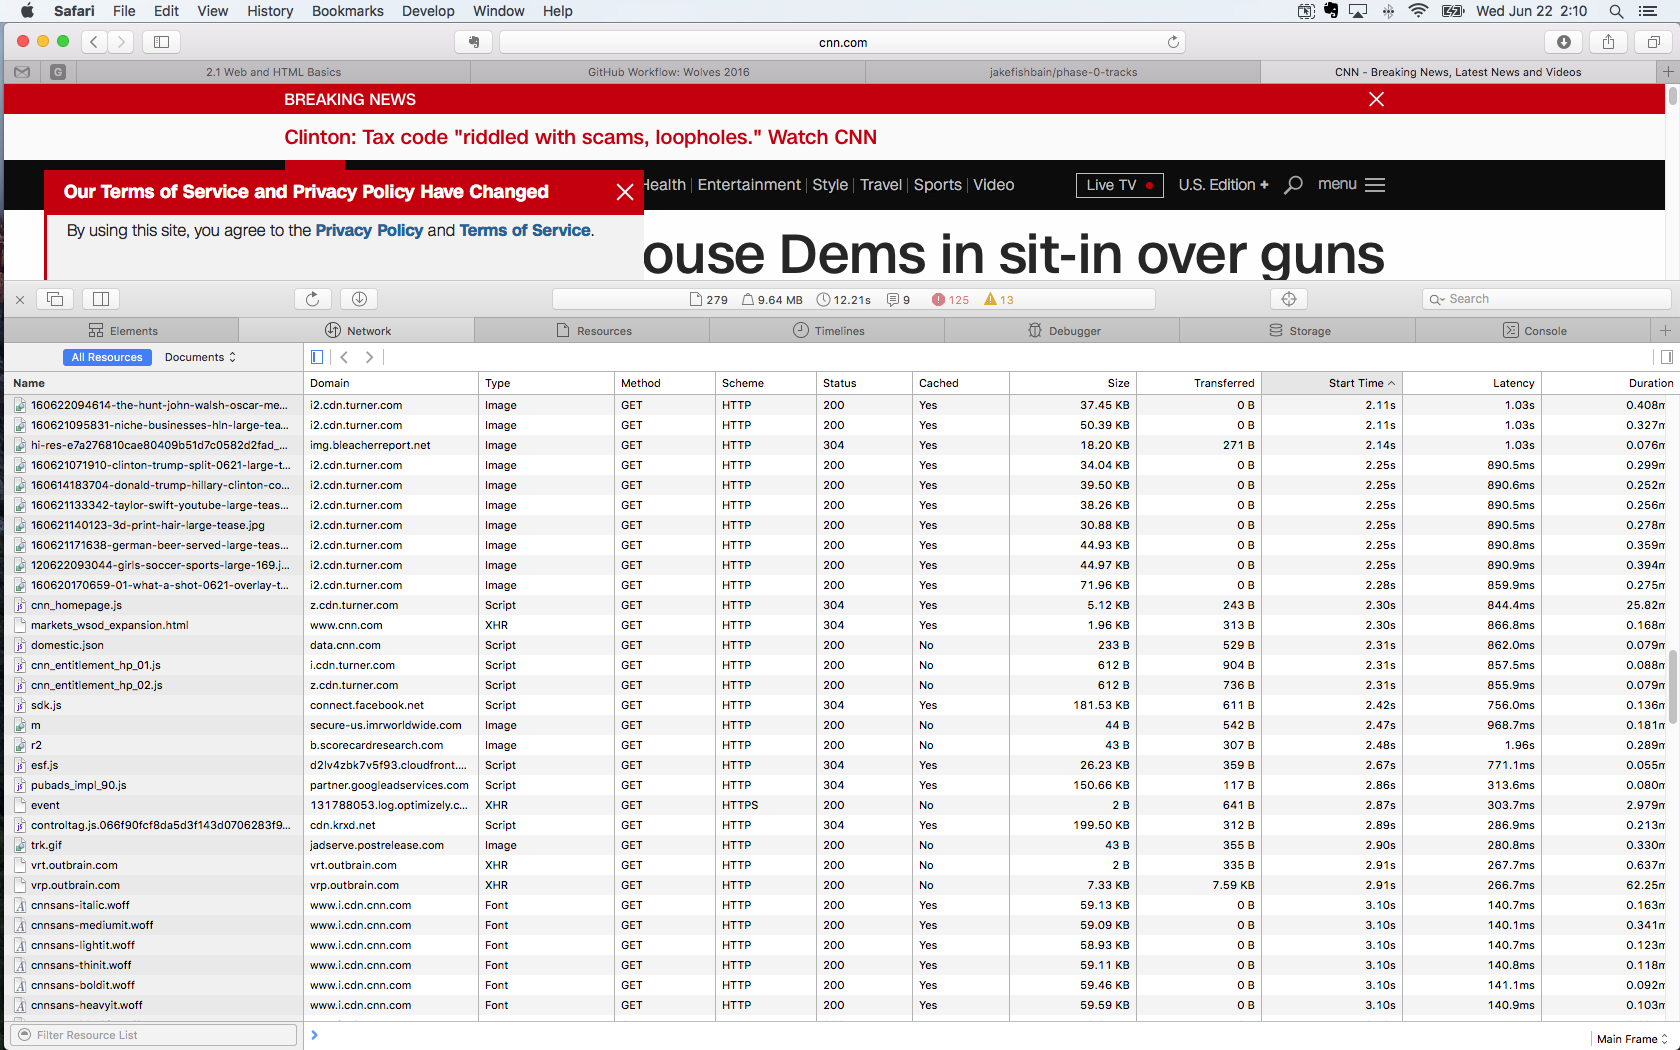 Safari File Edit View History Bookmarks Develop Window Help Wed Jun 22 2:10
cnn.com
G 2.1 Web and HTML Basics GitHub Workflow: Wolves 2016 jakefishbain/phase-0-tracks CNN - Breaking News, Latest News and Videos
BREAKING NEWS
Clinton: Tax code "riddled with scams, loopholes." Watch CNN
Our Terms of Service and Privacy Policy Have Changed
Health | Entertainment | Style | Travel | Sports | Video Live TV U.S. Edition + menu
By using this site, you agree to the Privacy Policy and Terms of Service.
ouse Dems in sit-in over guns
279 9.64 MB 12.21s 9 125 13 Search
Elements Network Resources Timelines Debugger Storage Console
All Resources Documents
Name Domain Type Method Scheme Status Cached Size Transferred Start Time Latency Duration
160622094614-the-hunt-john-walsh-oscar-me... i2.cdn.turner.com Image GET HTTP 200 Yes 37.45 KB 0 B 2.11s 1.03s 0.408m
160621095831-niche-businesses-hln-large-tea... i2.cdn.turner.com Image GET HTTP 200 Yes 50.39 KB 0 B 2.11s 1.03s 0.327m
hi-res-e7a276810cae80409b51d7c0582d2fad_... img.bleacherreport.net Image GET HTTP 304 Yes 18.20 KB 271 B 2.14s 1.03s 0.076m
160621071910-clinton-trump-split-0621-large-t... i2.cdn.turner.com Image GET HTTP 200 Yes 34.04 KB 0 B 2.25s 890.5ms 0.299m
160614183704-donald-trump-hillary-clinton-co... i2.cdn.turner.com Image GET HTTP 200 Yes 39.50 KB 0 B 2.25s 890.6ms 0.252m
160621133342-taylor-swift-youtube-large-teas... i2.cdn.turner.com Image GET HTTP 200 Yes 38.26 KB 0 B 2.25s 890.5ms 0.256m
160621140123-3d-print-hair-large-tease.jpg i2.cdn.turner.com Image GET HTTP 200 Yes 30.88 KB 0 B 2.25s 890.5ms 0.278m
160621171638-german-beer-served-large-teas... i2.cdn.turner.com Image GET HTTP 200 Yes 44.93 KB 0 B 2.25s 890.8ms 0.359m
120622093044-girls-soccer-sports-large-169.j... i2.cdn.turner.com Image GET HTTP 200 Yes 44.97 KB 0 B 2.25s 890.9ms 0.394m
160620170659-01-what-a-shot-0621-overlay-t... i2.cdn.turner.com Image GET HTTP 200 Yes 71.96 KB 0 B 2.28s 859.9ms 0.275m
cnn_homepage.js z.cdn.turner.com Script GET HTTP 304 Yes 5.12 KB 243 B 2.30s 844.4ms 25.82m
markets_wsod_expansion.html www.cnn.com XHR GET HTTP 304 Yes 1.96 KB 313 B 2.30s 866.8ms 0.168m
domestic.json data.cnn.com Script GET HTTP 200 No 233 B 529 B 2.31s 862.0ms 0.079m
cnn_entitlement_hp_01.js i.cdn.turner.com Script GET HTTP 200 No 612 B 904 B 2.31s 857.5ms 0.088m
cnn_entitlement_hp_02.js z.cdn.turner.com Script GET HTTP 200 No 612 B 736 B 2.31s 855.9ms 0.079m
sdk.js connect.facebook.net Script GET HTTP 304 Yes 181.53 KB 611 B 2.42s 756.0ms 0.136m
m secure-us.imrworldwide.com Image GET HTTP 200 No 44 B 542 B 2.47s 968.7ms 0.181m
r2 b.scorecardresearch.com Image GET HTTP 200 No 43 B 307 B 2.48s 1.96s 0.289m
esf.js d2lv4zbk7v5f93.cloudfront.... Script GET HTTP 304 Yes 26.23 KB 359 B 2.67s 771.1ms 0.055m
pubads_impl_90.js partner.googleadservices.com Script GET HTTP 304 Yes 150.66 KB 117 B 2.86s 313.6ms 0.080m
event 131788053.log.optimizely.c... XHR GET HTTPS 200 No 2 B 641 B 2.87s 303.7ms 2.979m
controltag.js.066f90fcf8da5d3f143d0706283f9... cdn.krxd.net Script GET HTTP 304 Yes 199.50 KB 312 B 2.89s 286.9ms 0.213m
trk.gif jadserve.postrelease.com Image GET HTTP 200 No 43 B 355 B 2.90s 280.8ms 0.330m
vrt.outbrain.com vrt.outbrain.com XHR GET HTTP 200 No 2 B 335 B 2.91s 267.7ms 0.637m
vrp.outbrain.com vrp.outbrain.com XHR GET HTTP 200 No 7.33 KB 7.59 KB 2.91s 266.7ms 62.25m
cnnsans-italic.woff www.i.cdn.cnn.com Font GET HTTP 200 Yes 59.13 KB 0 B 3.10s 140.7ms 0.163m
cnnsans-mediumit.woff www.i.cdn.cnn.com Font GET HTTP 200 Yes 59.09 KB 0 B 3.10s 140.1ms 0.341m
cnnsans-lightit.woff www.i.cdn.cnn.com Font GET HTTP 200 Yes 58.93 KB 0 B 3.10s 140.7ms 0.123m
cnnsans-thinit.woff www.i.cdn.cnn.com Font GET HTTP 200 Yes 59.11 KB 0 B 3.10s 140.8ms 0.118m
cnnsans-boldit.woff www.i.cdn.cnn.com Font GET HTTP 200 Yes 59.46 KB 0 B 3.10s 141.1ms 0.092m
cnnsans-heavyit.woff www.i.cdn.cnn.com Font GET HTTP 200 Yes 59.59 KB 0 B 3.10s 140.9ms 0.103m
Filter Resource List Main Frame